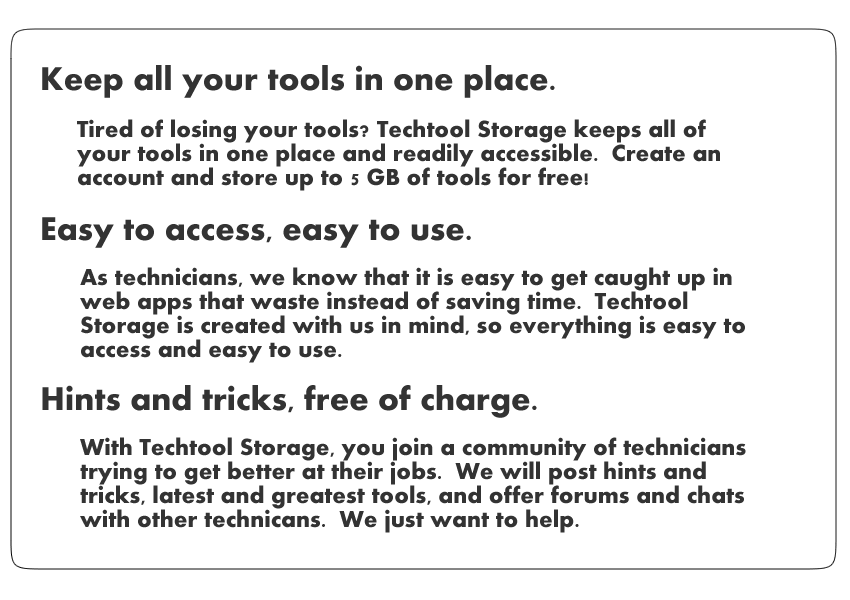 Keep all your tools in one place.
Tired of losing your tools? Techtool Storage keeps all of
your tools in one place and readily accessible.  Create an
account and store up to 5 GB of tools for free!
Easy to access, easy to use.
As technicians, we know that it is easy to get caught up in
web apps that waste instead of saving time.  Techtool
Storage is created with us in mind, so everything is easy to
access and easy to use.
Hints and tricks, free of charge.
With Techtool Storage, you join a community of technicians
trying to get better at their jobs.  We will post hints and
tricks, latest and greatest tools, and offer forums and chats
with other technicans.  We just want to help.